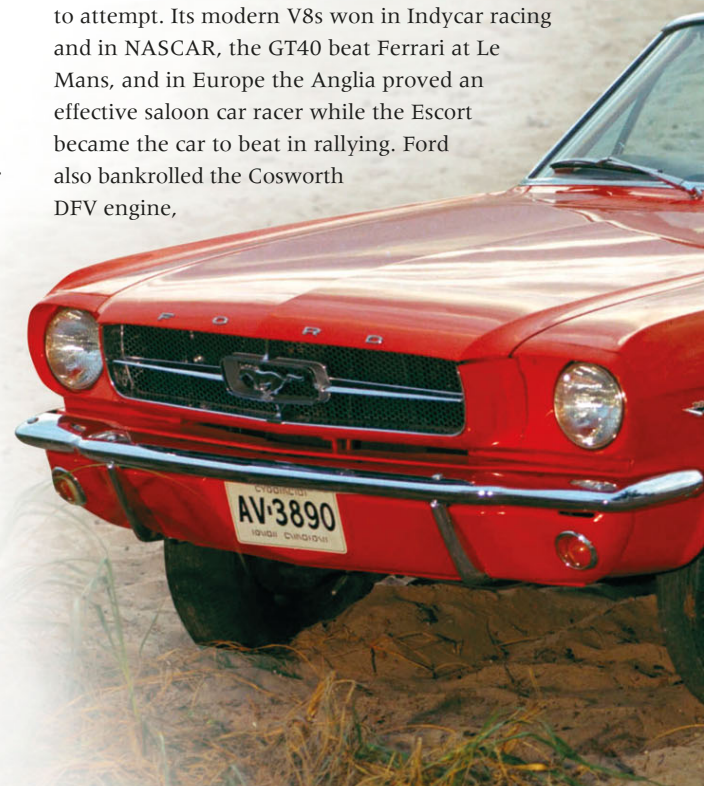 to attempt. Its modern V8s won in Indycar racing
and in NASCAR, the GT40 beat Ferrari at Le
Mans, and in Europe the Anglia proved an
effective saloon car racer while the Escort
became the car to beat in rallying. Ford
also bankrolled the Cosworth
DFV engine,
FORD
AV·3890